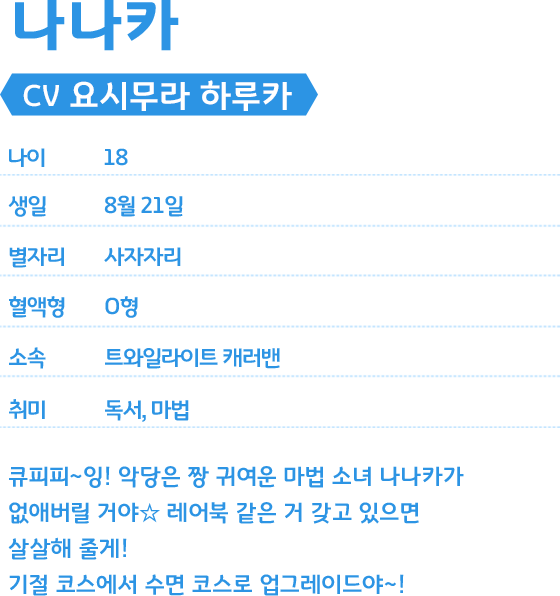 나나카
CV 요시무라 하루카
나이 18
생일 8월 21일
별자리 사자자리
혈액형 O형
소속 트와일라이트 캐러밴
취미 독서, 마법
큐피피~잉! 악당은 짱 귀여운 마법 소녀 나나카가
없애버릴 거야☆ 레어북 같은 거 갖고 있으면
살살해 줄게!
기절 코스에서 수면 코스로 업그레이드야~!